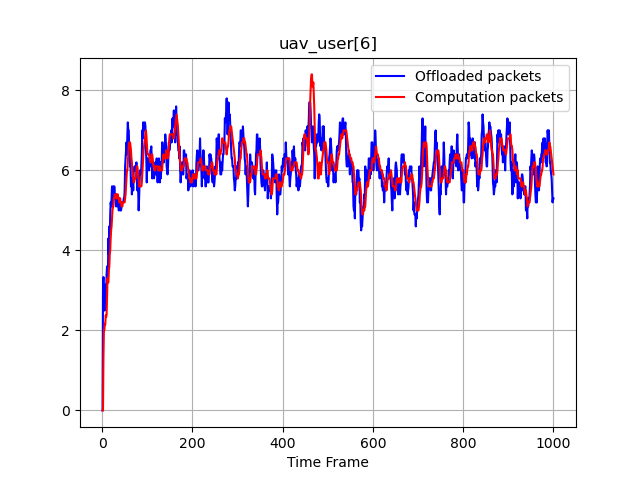 uav_user[6]
Offloaded packets
Computation packets
8
6
4
2
0
0 200 400 600 800 1000
Time Frame